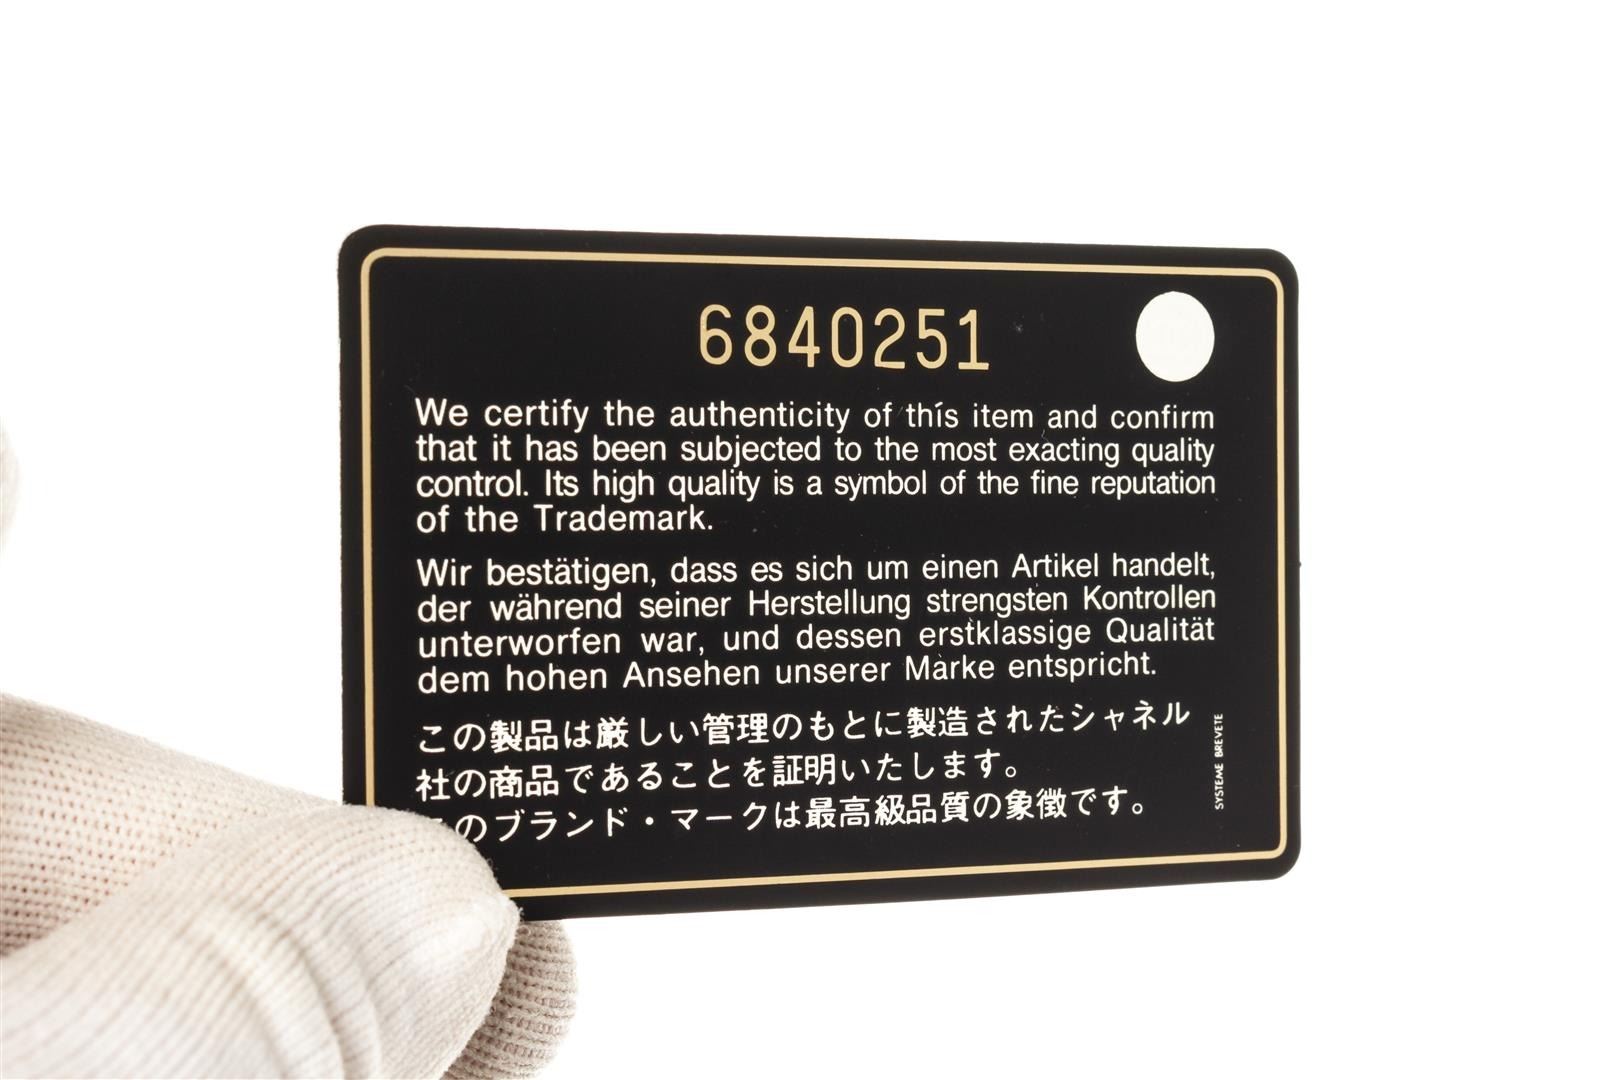 6840251
We certify the authenticity of this item and confirm
that it has been subjected to the most exacting quality
control. Its high quality is a symbol of the fine reputation
of the Trademark.
Wir bestätigen, dass es sich um einen Artikel handelt,
der während seiner Herstellung strengsten Kontrollen
unterworfen war, und dessen erstklassige Qualität
dem hohen Ansehen unserer Marke entspricht.
この製品は厳しい管理のもとに製造されたシャネル
社の商品であることを証明いたします。
このブランド・マークは最高級品質の象徴です。
SYSTEME BREVETE